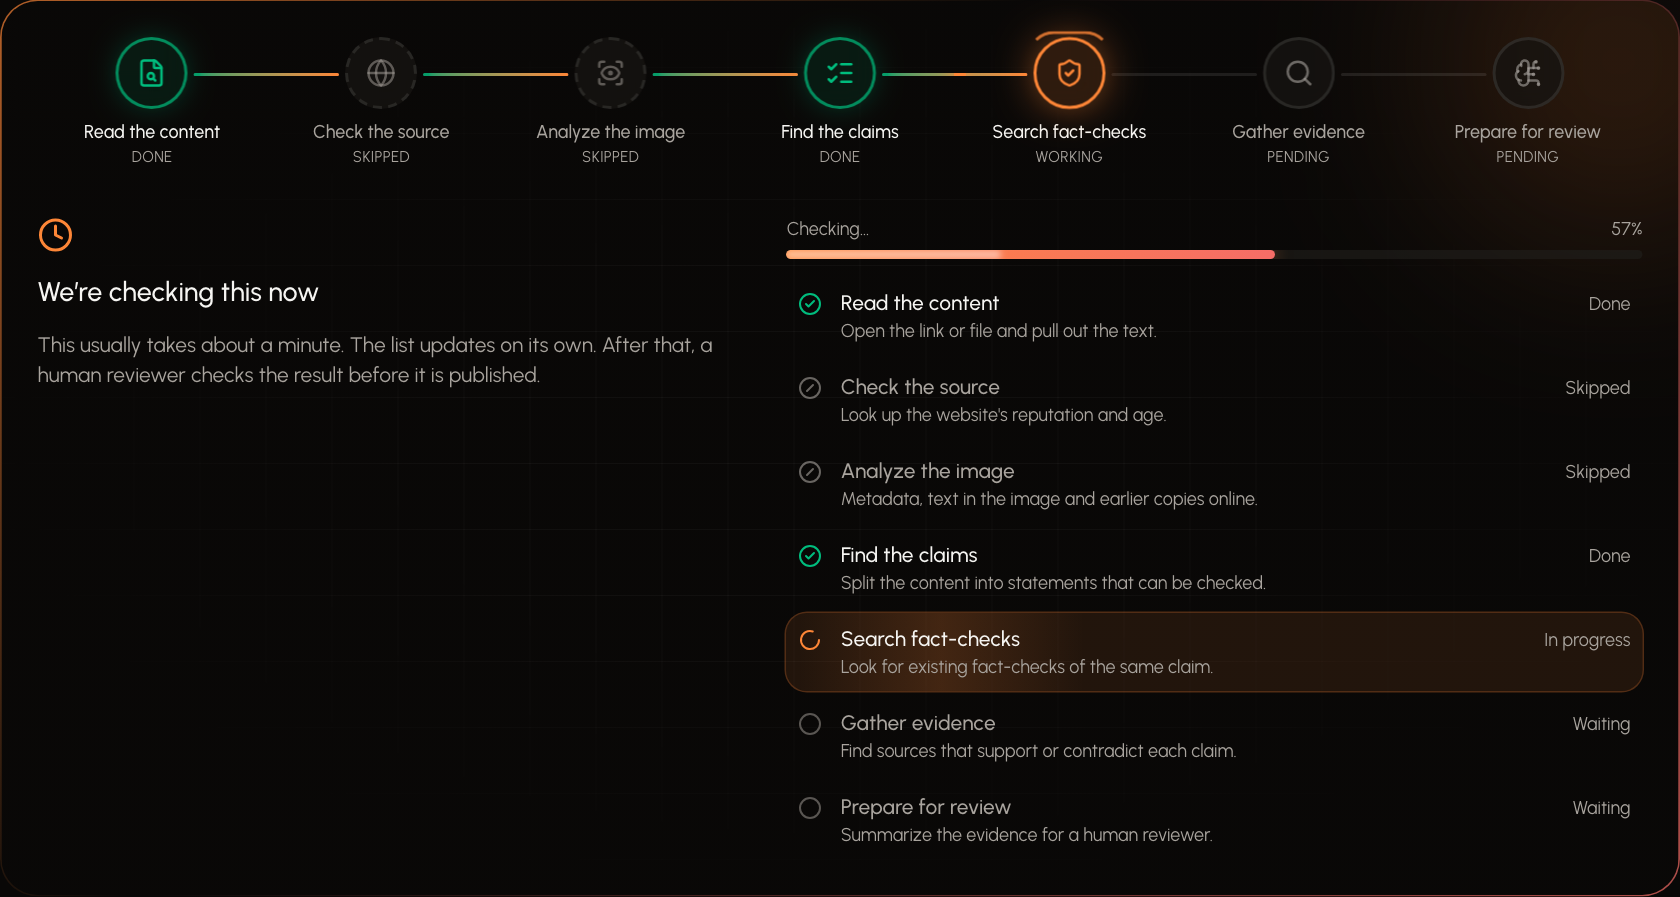 Read the content
DONE
Check the source
SKIPPED
Analyze the image
SKIPPED
Find the claims
DONE
Search fact-checks
WORKING
Gather evidence
PENDING
Prepare for review
PENDING
We're checking this now
This usually takes about a minute. The list updates on its own. After that, a
human reviewer checks the result before it is published.
Checking...
57%
Read the content
Done
Open the link or file and pull out the text.
Check the source
Skipped
Look up the website's reputation and age.
Analyze the image
Skipped
Metadata, text in the image and earlier copies online.
Find the claims
Done
Split the content into statements that can be checked.
Search fact-checks
In progress
Look for existing fact-checks of the same claim.
Gather evidence
Waiting
Find sources that support or contradict each claim.
Prepare for review
Waiting
Summarize the evidence for a human reviewer.